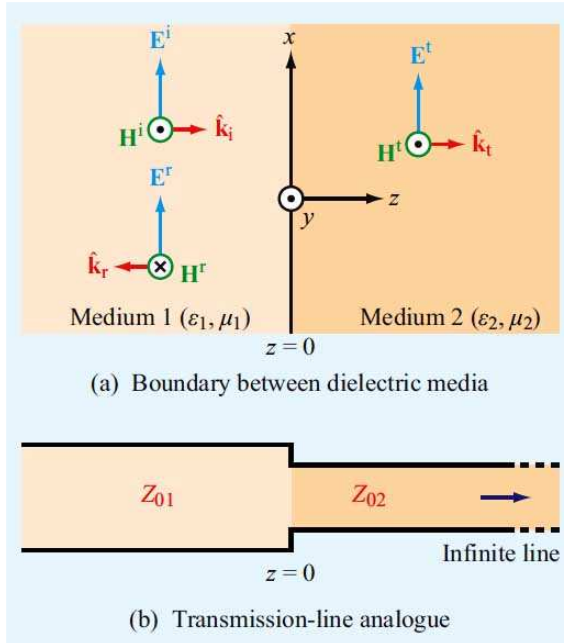 x
E^i
E^t
H^i
k̂_i
H^t
k̂_t
E^r
z
y
k̂_r
H^r
Medium 1 (ε₁, μ₁)
Medium 2 (ε₂, μ₂)
z = 0
(a) Boundary between dielectric media
Z₀₁
Z₀₂
Infinite line
z = 0
(b) Transmission-line analogue